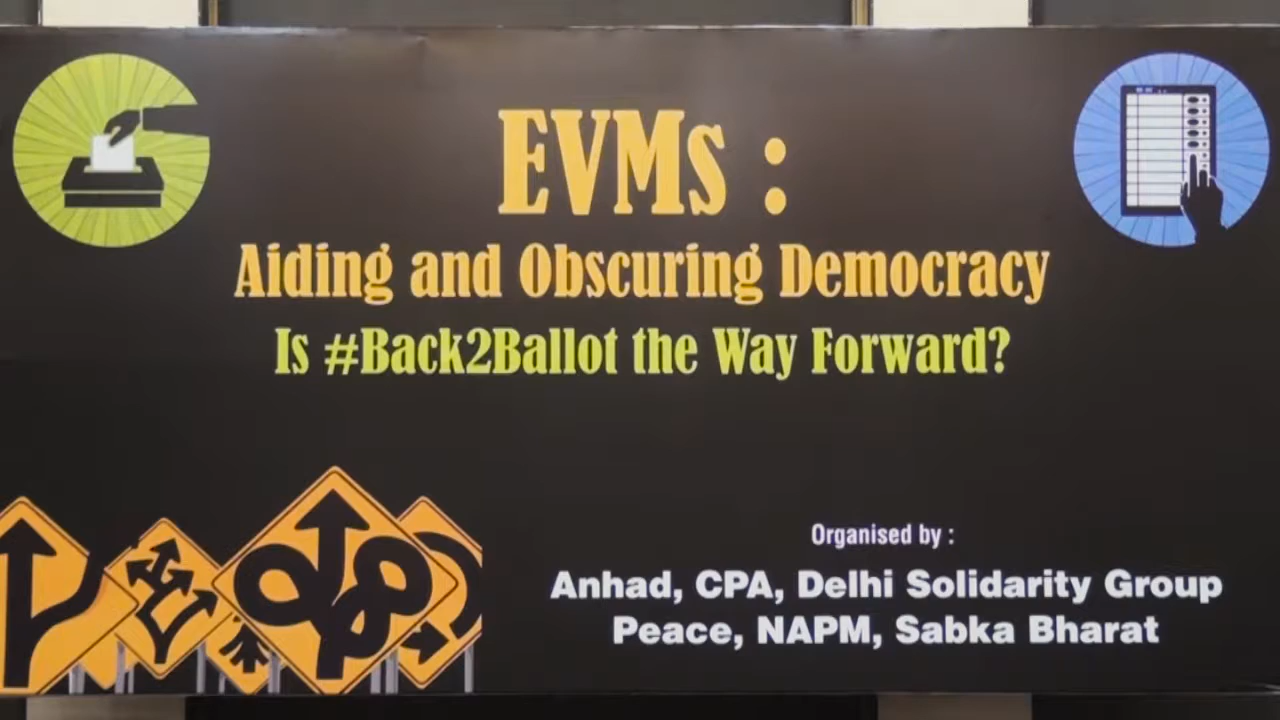 EVMs :
Aiding and Obscuring Democracy
Is #Back2Ballot the Way Forward?
Organised by :
Anhad, CPA, Delhi Solidarity Group
Peace, NAPM, Sabka Bharat